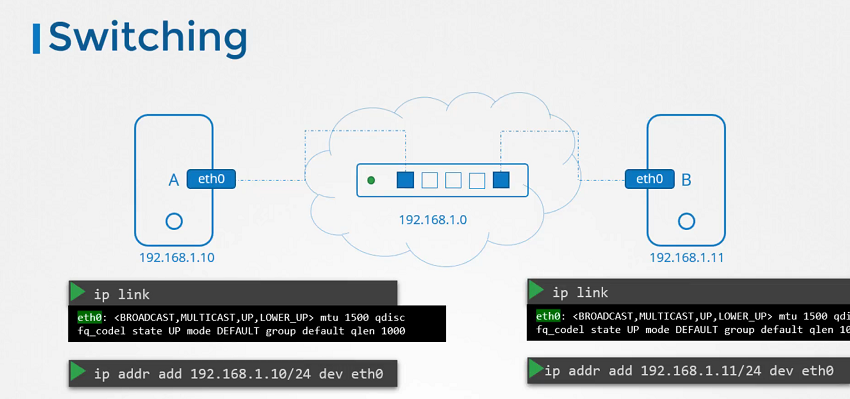 Switching
A
eth0
eth0
B
192.168.1.0
192.168.1.10
192.168.1.11
ip link
eth0: <BROADCAST,MULTICAST,UP,LOWER_UP> mtu 1500 qdisc
fq_codel state UP mode DEFAULT group default qlen 1000
ip addr add 192.168.1.10/24 dev eth0
ip link
eth0: <BROADCAST,MULTICAST,UP,LOWER_UP> mtu 1500 qdi
fq_codel state UP mode DEFAULT group default qlen 10
ip addr add 192.168.1.11/24 dev eth0